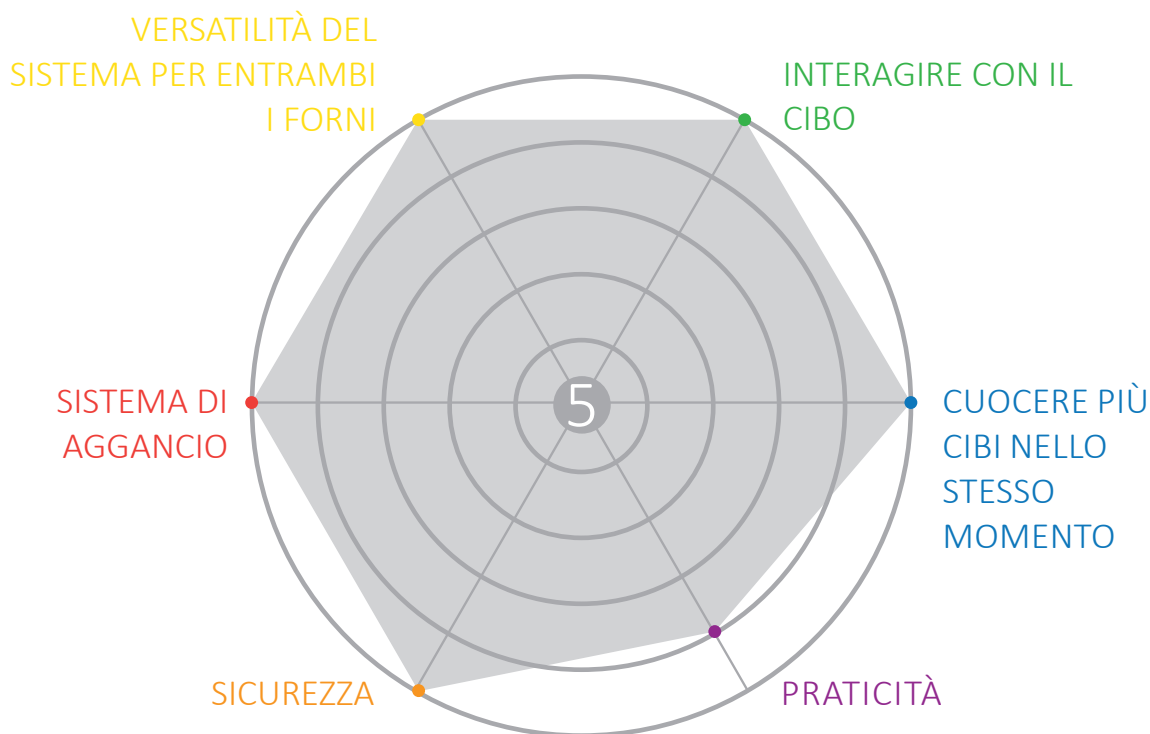 VERSATILITÀ DEL
SISTEMA PER ENTRAMBI
I FORNI
INTERAGIRE CON IL
CIBO
SISTEMA DI
AGGANCIO
5
CUOCERE PIÙ
CIBI NELLO
STESSO
MOMENTO
SICUREZZA
PRATICITÀ